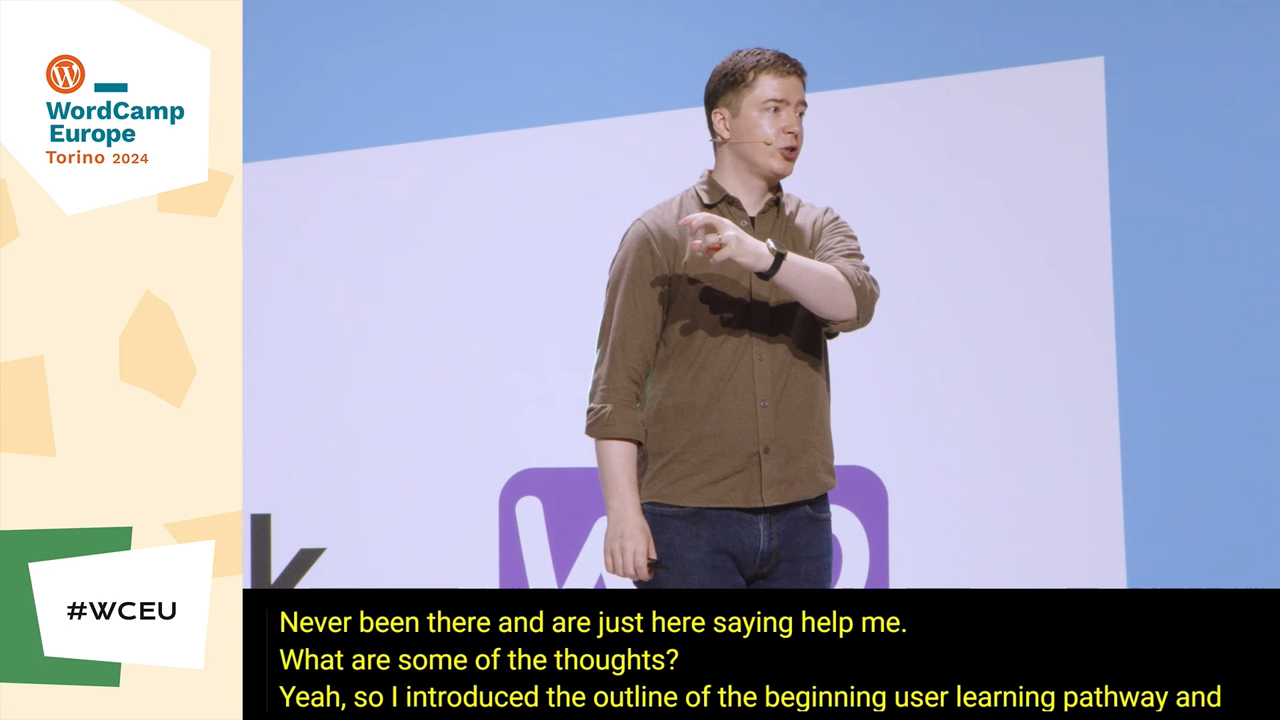 WordCamp
Europe
Torino 2024
#WCEU
k
Never been there and are just here saying help me.
What are some of the thoughts?
Yeah, so I introduced the outline of the beginning user learning pathway and